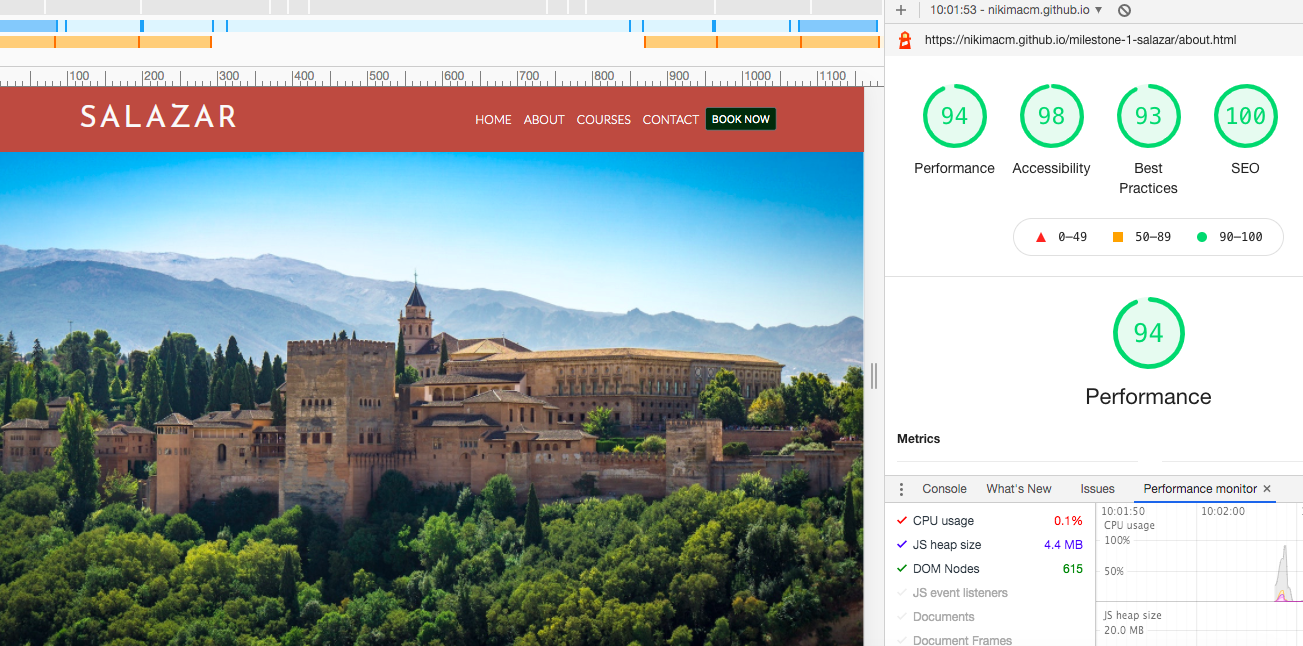 10:01:53 - nikimacm.github.io ▼
https://nikimacm.github.io/milestone-1-salazar/about.html
100 200 300 400 500 600 700 800 900 1000 1100
SALAZAR
HOME ABOUT COURSES CONTACT BOOK NOW
94 98 93 100
Performance Accessibility Best Practices SEO
0–49 50–89 90–100
94
Performance
Metrics
Console What's New Issues Performance monitor ×
CPU usage 0.1%
JS heap size 4.4 MB
DOM Nodes 615
JS event listeners
Documents
Document Frames
10:01:50 10:02:00
CPU usage
100%
50%
JS heap size
20.0 MB